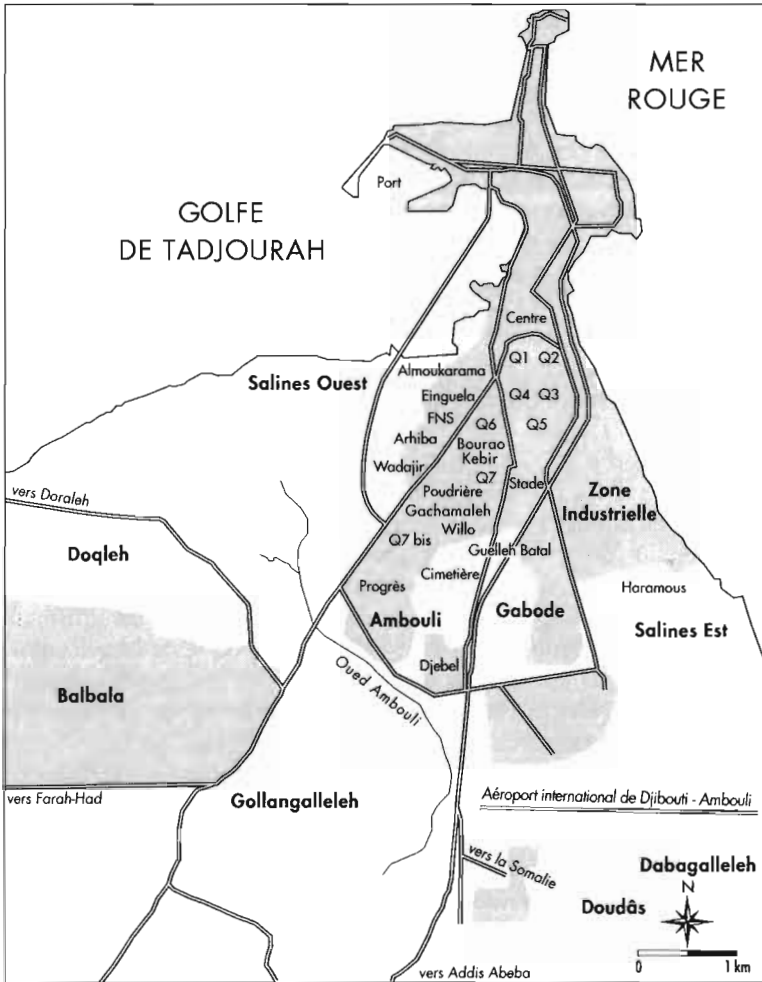 MER
ROUGE
Port
GOLFE
DE TADJOURAH
Centre
Q1 Q2
Almoukarama
Salines Ouest
Einguela
Q4 Q3
FNS
Q6 Q5
Arhiba
Bourao
Kebir
Wadajir
Q7
Stade
Poudrière
Zone
Industrielle
vers Doraleh
Gachamaleh
Willo
Q7 bis
Doqleh
Guelleh Batal
Cimetière
Progrès
Haramous
Ambouli
Gabode
Salines Est
Djebel
Oued Ambouli
Balbala
vers Farah-Had
Gollangalleleh
Aéroport international de Djibouti - Ambouli
vers la Somalie
Dabagalleleh
N
Doudâs
0 1 km
vers Addis Abeba